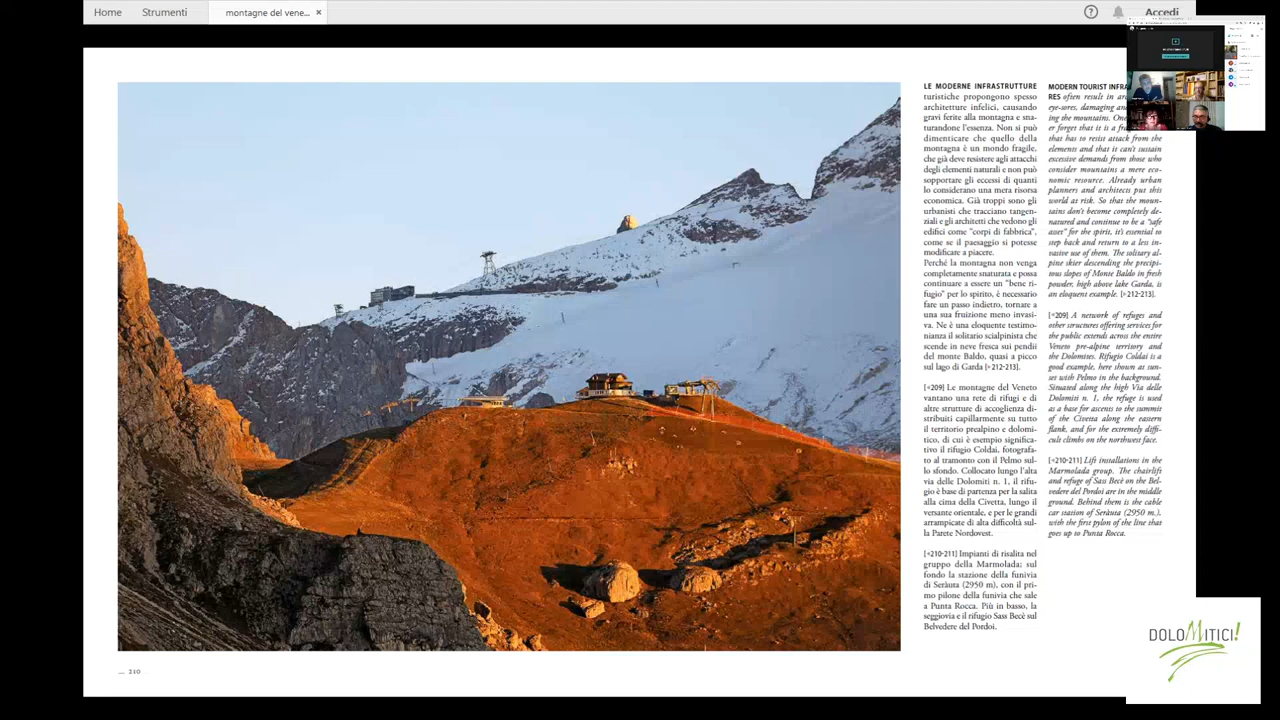 Home
Strumenti
montagne del vene...
×
Accedi
LE MODERNE INFRASTRUTTURE
turistiche propongono spesso
architetture infelici, causando
gravi ferite alla montagna e sna-
turandone l'essenza. Non si può
dimenticare che quello della
montagna è un mondo fragile,
che già deve resistere agli attacchi
degli elementi naturali e non può
sopportare gli eccessi di quanti
lo considerano una mera risorsa
economica. Già troppi sono gli
urbanisti che tracciano tangen-
ziali e gli architetti che vedono gli
edifici come "corpi di fabbrica",
come se il paesaggio si potesse
modificare a piacere.
Perché la montagna non venga
completamente snaturata e possa
continuare a essere un "bene ri-
fugio" per lo spirito, è necessario
fare un passo indietro, tornare a
una sua fruizione meno invasi-
va. Ne è una eloquente testimo-
nianza il solitario scialpinista che
scende in neve fresca sui pendii
del monte Baldo, quasi a picco
sul lago di Garda [>212-213].
[<209] Le montagne del Veneto
vantano una rete di rifugi e di
altre strutture di accoglienza di-
stribuiti capillarmente su tutto
il territorio prealpino e dolomi-
tico, di cui è esempio significa-
tivo il rifugio Coldai, fotografa-
to al tramonto con il Pelmo sul-
lo sfondo. Collocato lungo l'alta
via delle Dolomiti n. 1, il rifu-
gio è base di partenza per la salita
alla cima della Civetta, lungo il
versante orientale, e per le grandi
arrampicate di alta difficoltà sul-
la Parete Nordovest.
[<210-211] Impianti di risalita nel
gruppo della Marmolada: sul
fondo la stazione della funivia
di Seràuta (2950 m), con il pri-
mo pilone della funivia che sale
a Punta Rocca. Più in basso, la
seggiovia e il rifugio Sass Becè sul
Belvedere del Pordoi.
MODERN TOURIST INFRA
RES often result in ar
eye-sores, damaging an
ing the mountains. One
er forget that it is a fr
that has to resist attack from the
elements and that it can't sustain
excessive demands from those who
consider mountains a mere eco-
nomic resource. Already urban
planners and architects put this
world as risk. So that the moun-
tains don't become completely de-
natured and continue to be a "safe
asset" for the spirit, it's essential to
step back and return to a less in-
vasive use of them. The solitary al-
pine skier descending the precipi-
tous slopes of Monte Baldo in fresh
powder, high above lake Garda, is
an eloquent example. [>212-213].
[<209] A network of refuges and
other structures offering services for
the public extends across the entire
Veneto pre-alpine territory and
the Dolomites. Rifugio Coldai is a
good example, here shown as sun-
ses with Pelmo in the background.
Situated along the high Via delle
Dolomiti n. 1, the refuge is used
as a base for ascents to the summit
of the Civetta along the eastern
flank, and for the extremely diffi-
cult climbs on the northwest face.
[<210-211] Lift installations in the
Marmolada group. The chairlift
and refuge of Sass Becè on the Bel-
vedere del Pordoi are in the middle
ground. Behind them is the cable
car station of Seràuta (2950 m.),
with the first pylon of the line that
goes up to Punta Rocca.
210
DOLOMITICI!